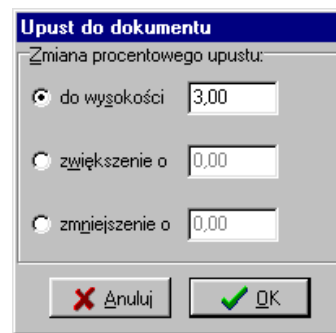 Upust do dokumentu
Zmiana procentowego upustu:
do wysokości 3,00
zwiększenie o 0,00
zmniejszenie o 0,00
Anuluj OK